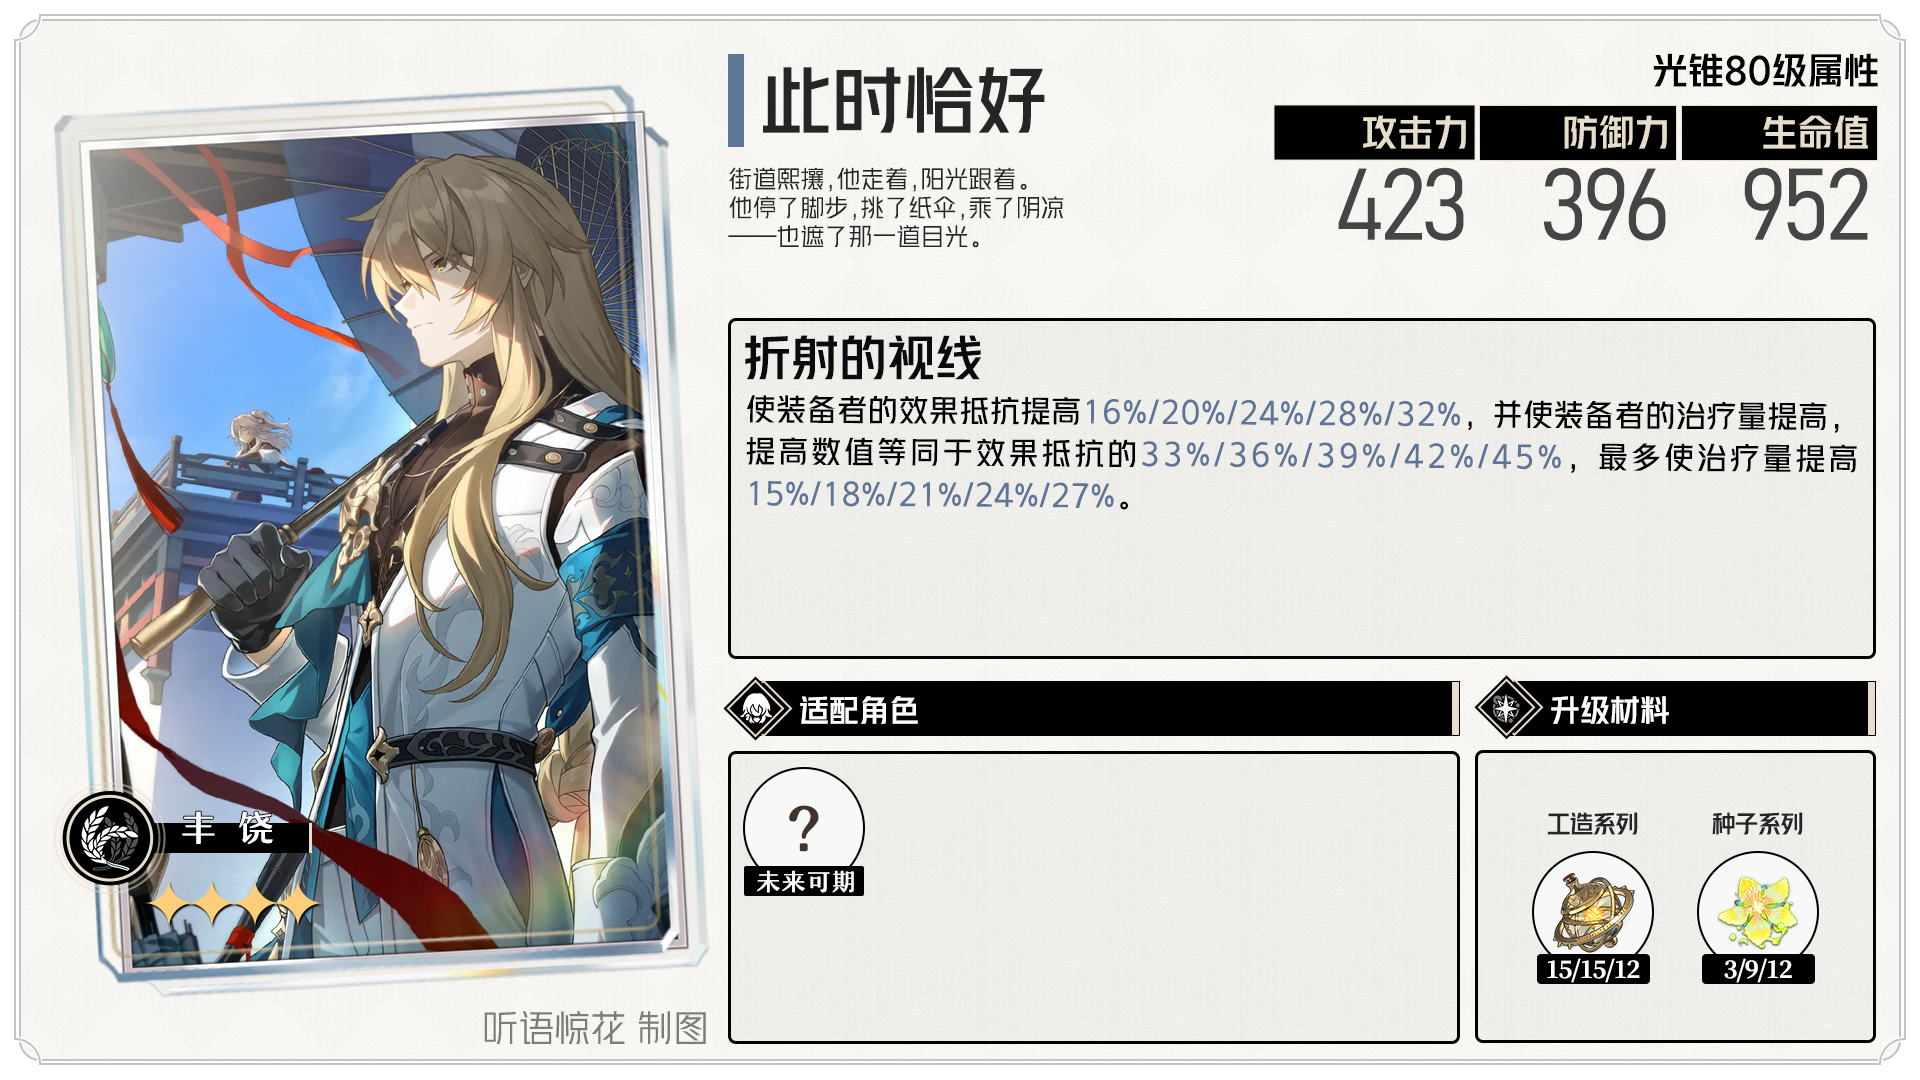 此时恰好
街道熙攘，他走着，阳光跟着。
他停了脚步，挑了纸伞，乘了阴凉
——也遮了那一道目光。
光锥80级属性
攻击力
防御力
生命值
423
396
952
折射的视线
使装备者的效果抵抗提高16%/20%/24%/28%/32%，并使装备者的治疗量提高，
提高数值等同于效果抵抗的33%/36%/39%/42%/45%，最多使治疗量提高
15%/18%/21%/24%/27%。
丰饶
适配角色
?
未来可期
升级材料
工造系列
种子系列
15/15/12
3/9/12
听语惊花 制图